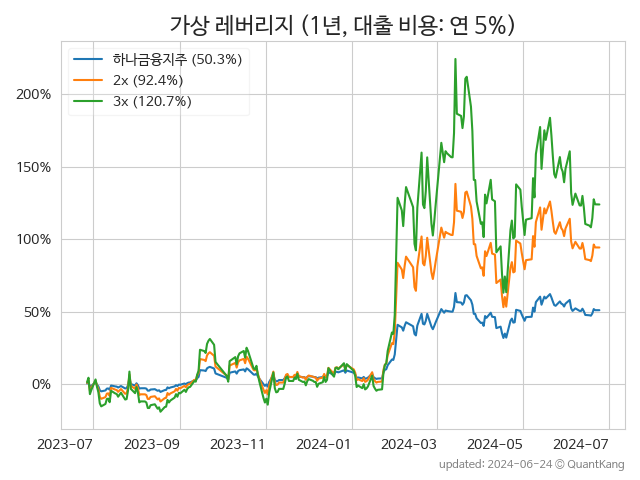 가상 레버리지 (1년, 대출 비용: 연 5%)
하나금융지주 (50.3%)
2x (92.4%)
3x (120.7%)
200%
150%
100%
50%
0%
2023-07 2023-09 2023-11 2024-01 2024-03 2024-05 2024-07
updated: 2024-06-24 © QuantKang